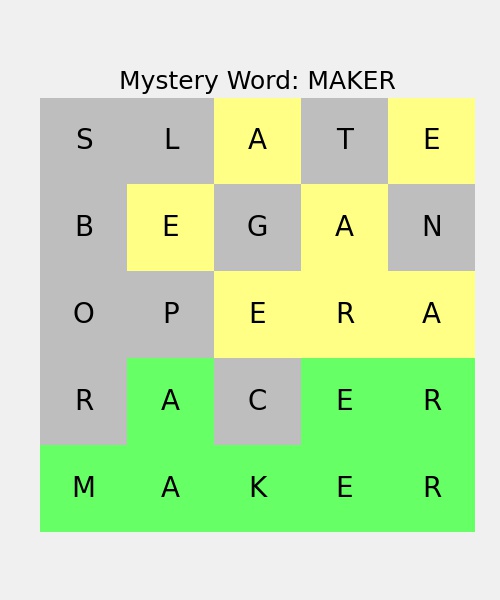 Mystery Word: MAKER
S L A T E
B E G A N
O P E R A
R A C E R
M A K E R